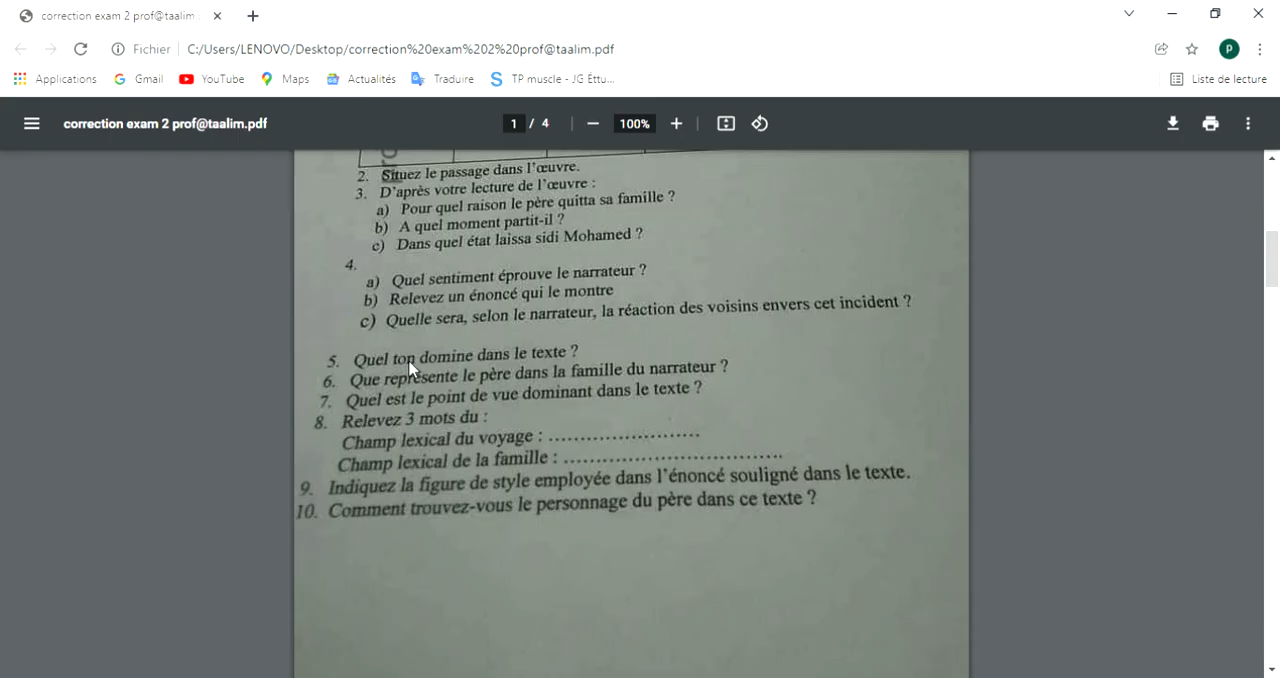 correction exam 2 prof@taalim
Fichier C:/Users/LENOVO/Desktop/correction%20exam%202%20prof@taalim.pdf
P
Applications Gmail YouTube Maps Actualités Traduire TP muscle - JG Éttu... Liste de lecture
correction exam 2 prof@taalim.pdf 1 / 4 100%
2. Situez le passage dans l'œuvre.
3. D'après votre lecture de l'œuvre :
a) Pour quel raison le père quitta sa famille ?
b) A quel moment partit-il ?
c) Dans quel état laissa sidi Mohamed ?
4.
a) Quel sentiment éprouve le narrateur ?
b) Relevez un énoncé qui le montre
c) Quelle sera, selon le narrateur, la réaction des voisins envers cet incident ?
5. Quel ton domine dans le texte ?
6. Que représente le père dans la famille du narrateur ?
7. Quel est le point de vue dominant dans le texte ?
8. Relevez 3 mots du :
Champ lexical du voyage : ........................
Champ lexical de la famille : ..................................
9. Indiquez la figure de style employée dans l'énoncé souligné dans le texte.
10. Comment trouvez-vous le personnage du père dans ce texte ?